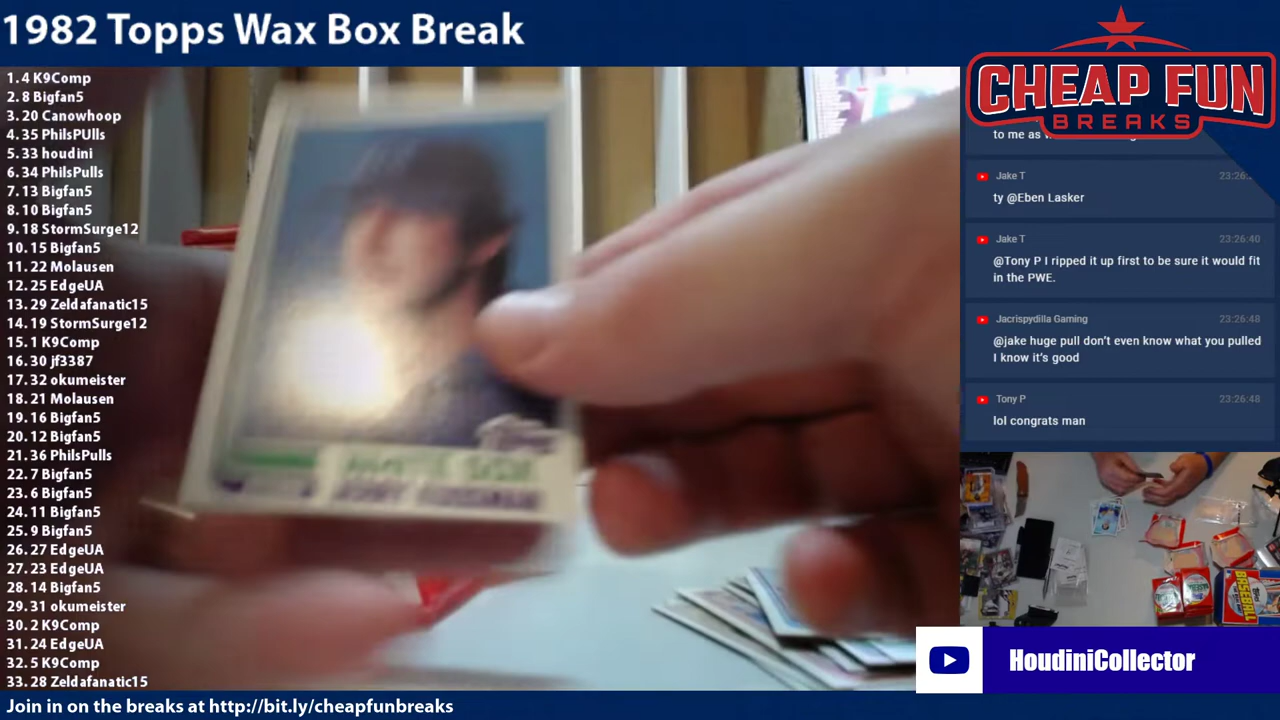 1982 Topps Wax Box Break
1. 4 K9Comp
2. 8 Bigfan5
3. 20 Canowhoop
4. 35 PhilsPUlls
5. 33 houdini
6. 34 PhilsPulls
7. 13 Bigfan5
8. 10 Bigfan5
9. 18 StormSurge12
10. 15 Bigfan5
11. 22 Molausen
12. 25 EdgeUA
13. 29 Zeldafanatic15
14. 19 StormSurge12
15. 1 K9Comp
16. 30 jf3387
17. 32 okumeister
18. 21 Molausen
19. 16 Bigfan5
20. 12 Bigfan5
21. 36 PhilsPulls
22. 7 Bigfan5
23. 6 Bigfan5
24. 11 Bigfan5
25. 9 Bigfan5
26. 27 EdgeUA
27. 23 EdgeUA
28. 14 Bigfan5
29. 31 okumeister
30. 2 K9Comp
31. 24 EdgeUA
32. 5 K9Comp
33. 28 Zeldafanatic15
WHITE SOX
CHEAP FUN
BREAKS
to me as
Jake T
23:26:
ty @Eben Lasker
Jake T 23:26:40
@Tony P I ripped it up first to be sure it would fit
in the PWE.
Jacrispydilla Gaming 23:26:48
@jake huge pull don't even know what you pulled
I know it's good
Tony P 23:26:48
lol congrats man
BASEBALL
HoudiniCollector
Join in on the breaks at http://bit.ly/cheapfunbreaks